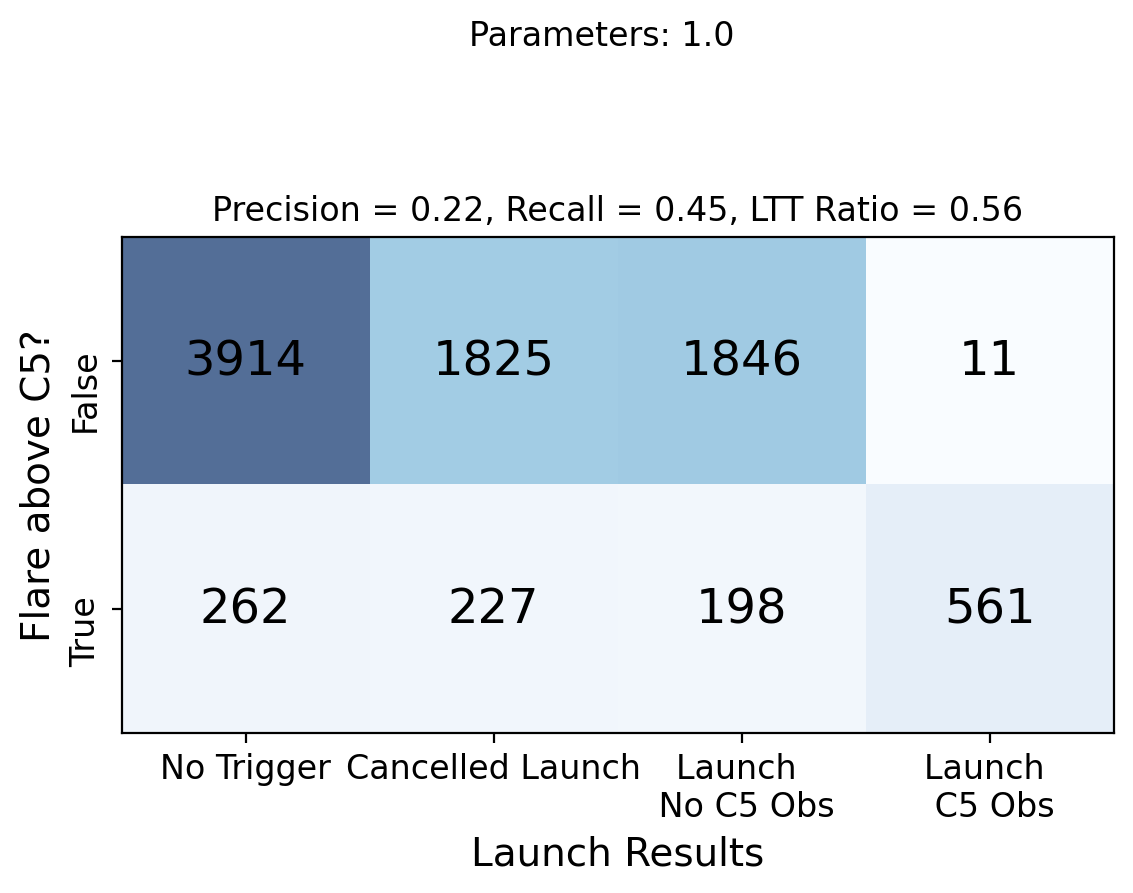 Parameters: 1.0
Precision = 0.22, Recall = 0.45, LTT Ratio = 0.56
Flare above C5?
False
3914 1825 1846 11
True
262 227 198 561
No Trigger Cancelled Launch Launch Launch
No C5 Obs C5 Obs
Launch Results